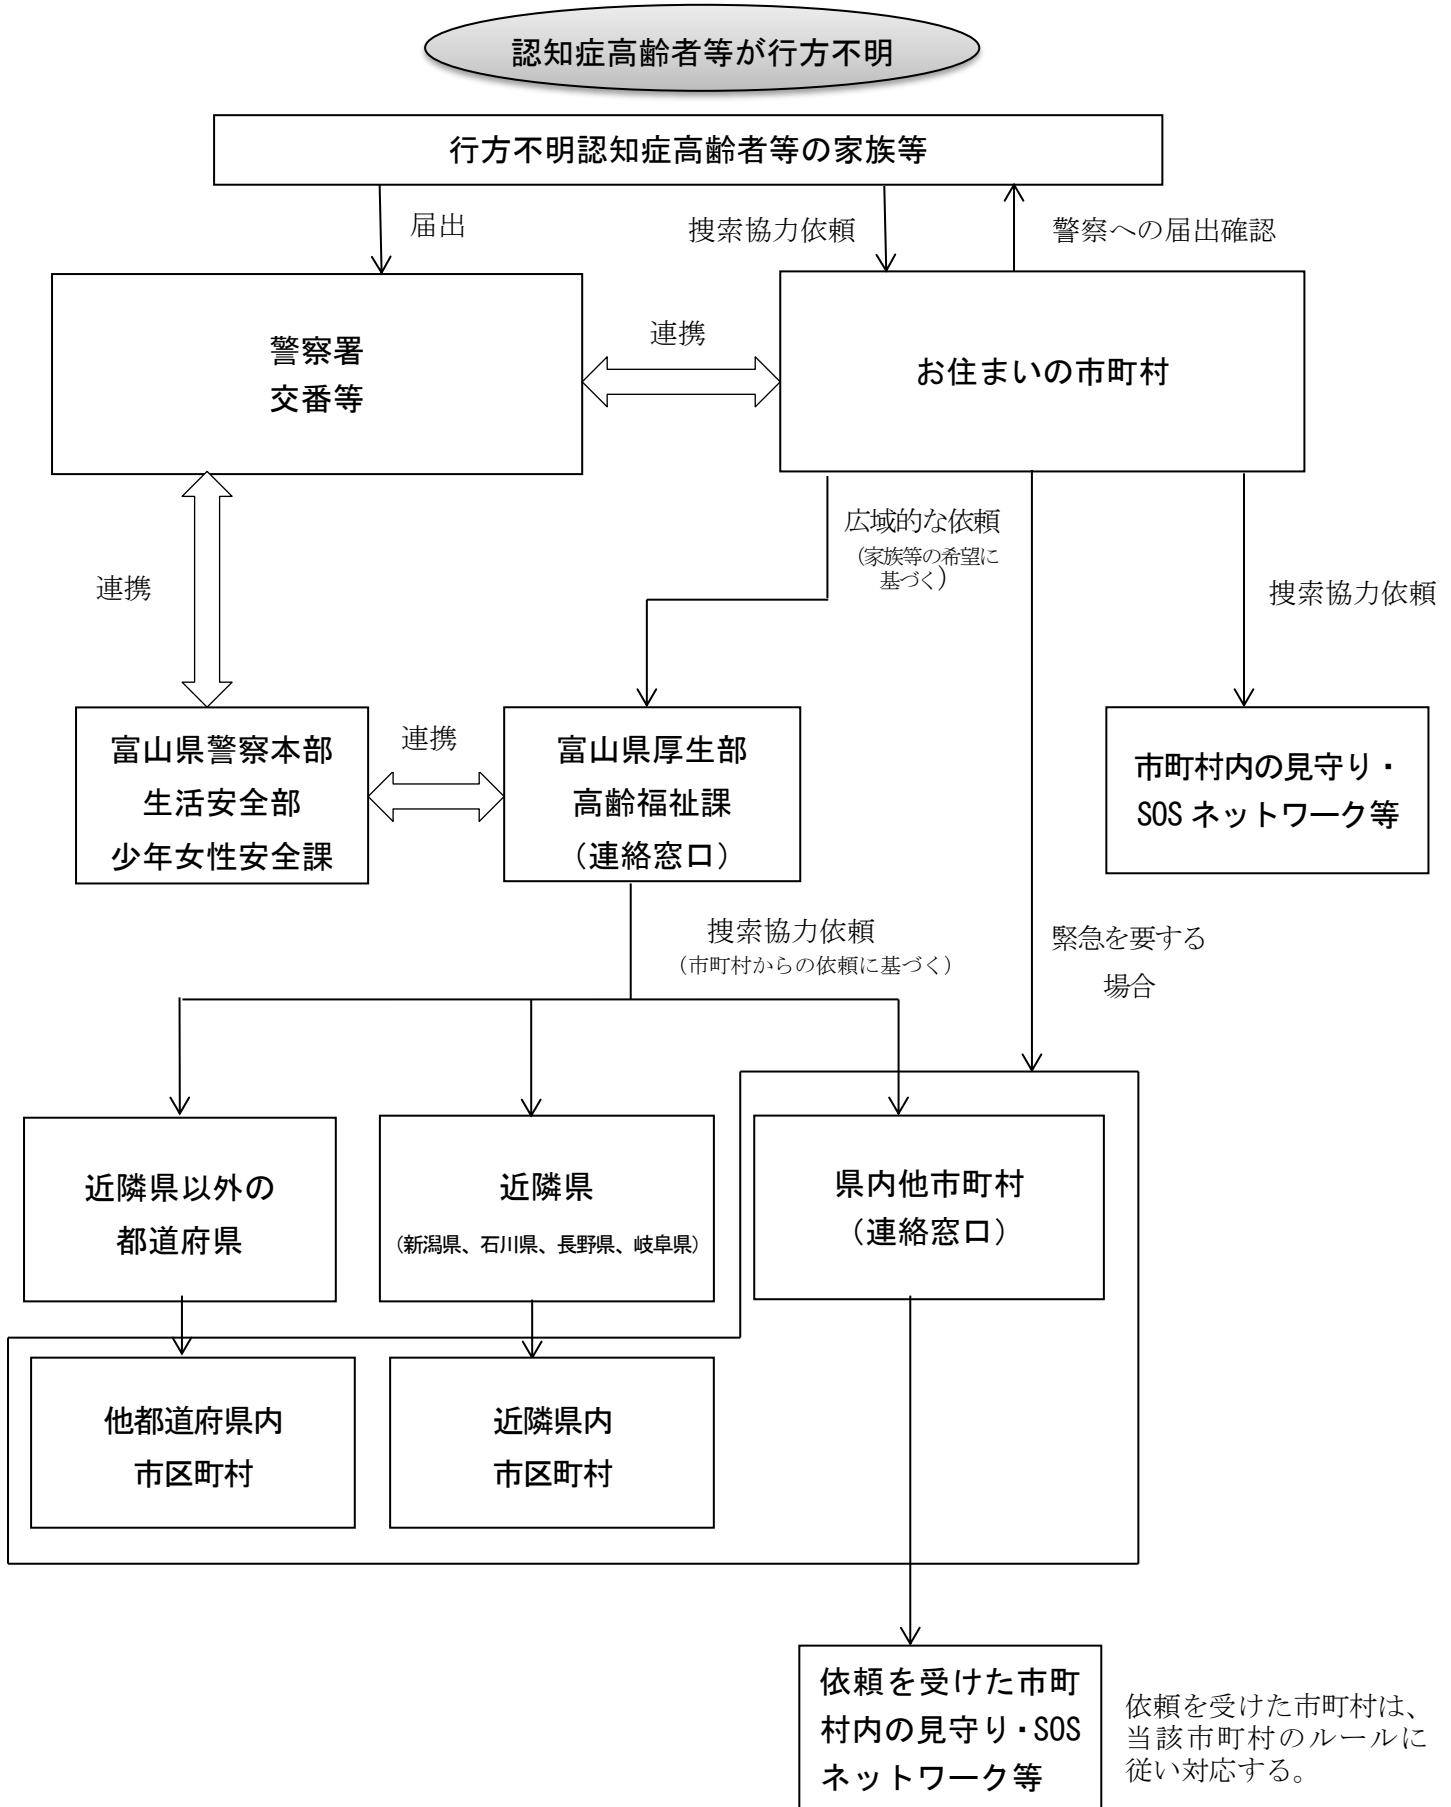 認知症高齢者等が行方不明
行方不明認知症高齢者等の家族等
届出
捜索協力依頼
警察への届出確認
警察署
交番等
連携
お住まいの市町村
広域的な依頼
（家族等の希望に
基づく）
連携
捜索協力依頼
富山県警察本部
生活安全部
少年女性安全課
連携
富山県厚生部
高齢福祉課
（連絡窓口）
市町村内の見守り・
SOS ネットワーク等
捜索協力依頼
（市町村からの依頼に基づく）
緊急を要する
場合
近隣県以外の
都道府県
近隣県
（新潟県、石川県、長野県、岐阜県）
県内他市町村
（連絡窓口）
他都道府県内
市区町村
近隣県内
市区町村
依頼を受けた市町
村内の見守り・SOS
ネットワーク等
依頼を受けた市町村は、
当該市町村のルールに
従い対応する。